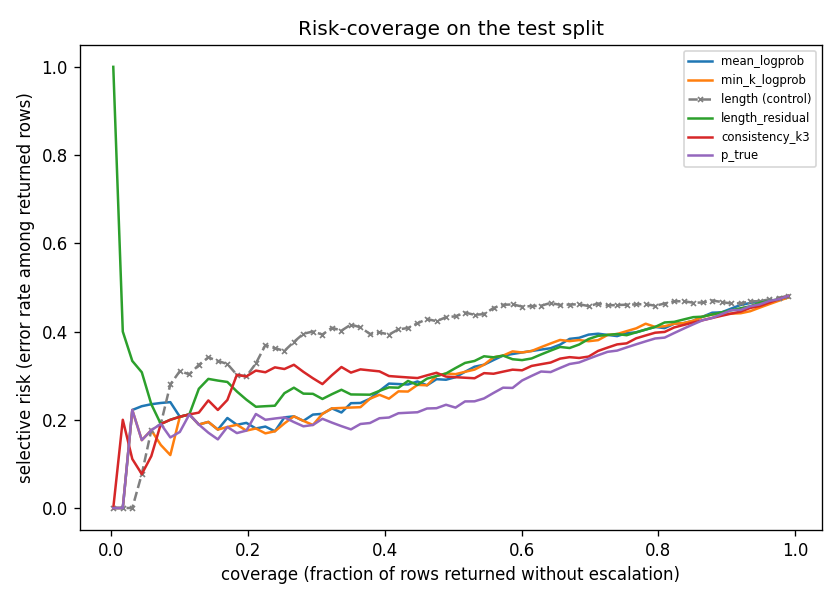 Risk-coverage on the test split
selective risk (error rate among returned rows)
1.0
0.8
0.6
0.4
0.2
0.0
mean_logprob
min_k_logprob
length (control)
length_residual
consistency_k3
p_true
0.0 0.2 0.4 0.6 0.8 1.0
coverage (fraction of rows returned without escalation)